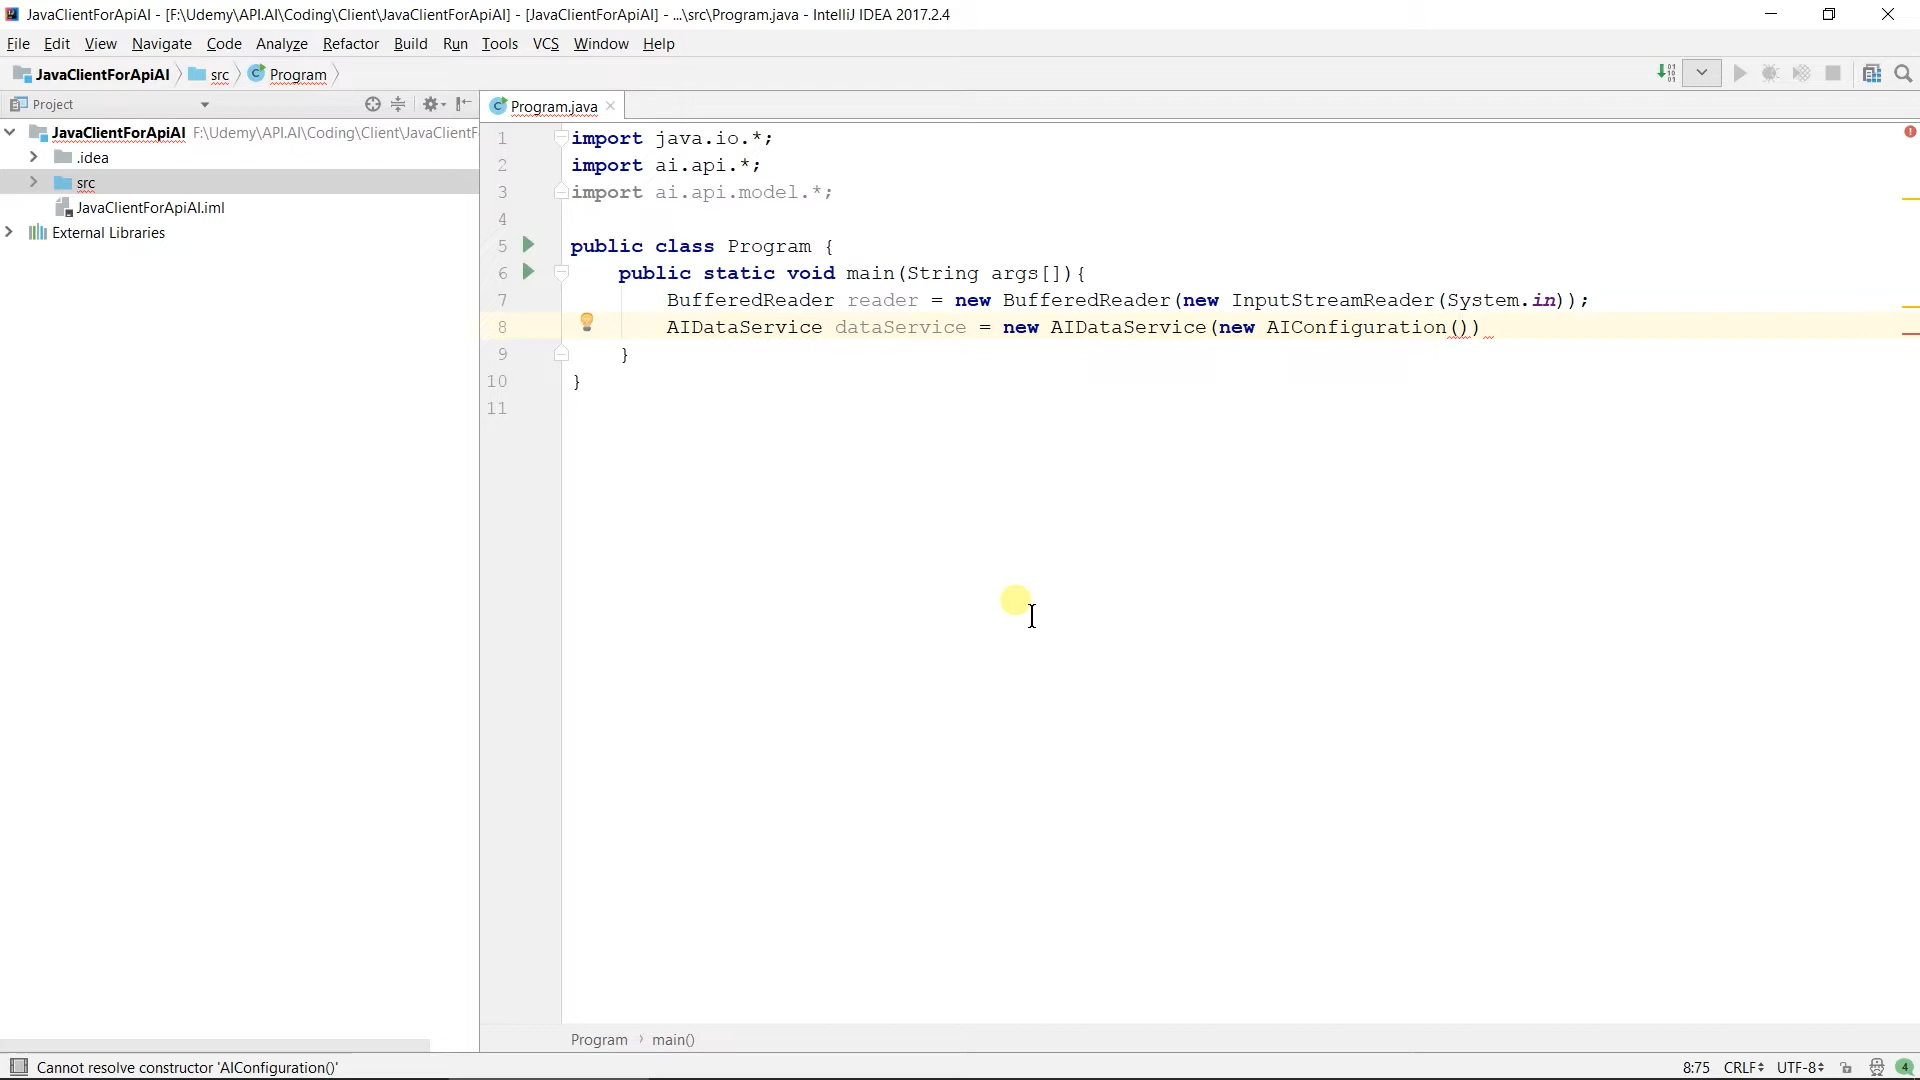 JavaClientForApiAI - [F:\Udemy\API.AI\Coding\Client\JavaClientForApiAI] - [JavaClientForApiAI] - ...\src\Program.java - IntelliJ IDEA 2017.2.4
File Edit View Navigate Code Analyze Refactor Build Run Tools VCS Window Help
JavaClientForApiAI src Program
Project
Program.java
JavaClientForApiAI F:\Udemy\API.AI\Coding\Client\JavaClientF
.idea
src
JavaClientForApiAI.iml
External Libraries
1 import java.io.*;
2 import ai.api.*;
3 import ai.api.model.*;
4
5 public class Program {
6 public static void main(String args[]){
7 BufferedReader reader = new BufferedReader(new InputStreamReader(System.in));
8 AIDataService dataService = new AIDataService(new AIConfiguration())
9 }
10 }
11
Program main()
Cannot resolve constructor 'AIConfiguration()' 8:75 CRLF UTF-8 4